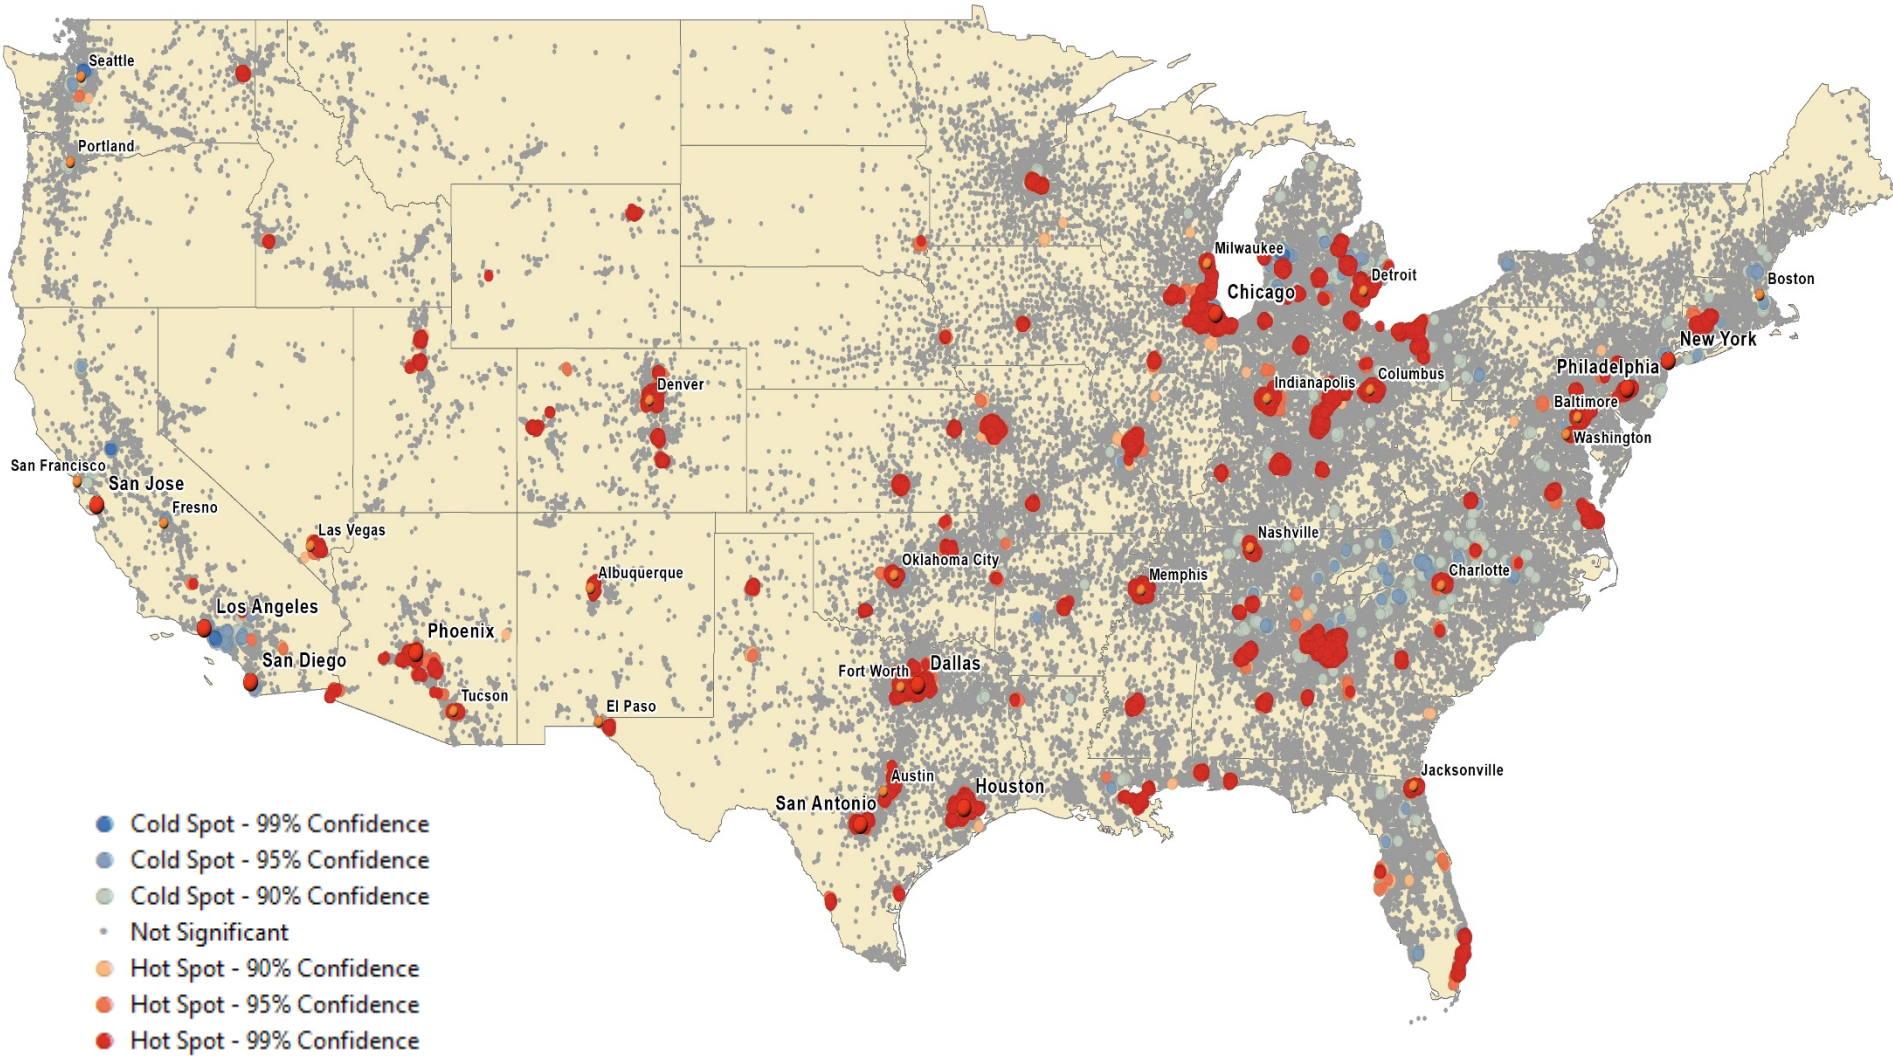 Seattle
Portland
Milwaukee
Detroit
Chicago
Boston
New York
Philadelphia
Denver
Indianapolis
Columbus
Baltimore
Washington
San Francisco
San Jose
Fresno
Las Vegas
Nashville
Oklahoma City
Albuquerque
Memphis
Charlotte
Los Angeles
Phoenix
San Diego
Fort Worth
Dallas
Tucson
El Paso
Jacksonville
Austin
Houston
San Antonio
Cold Spot - 99% Confidence
Cold Spot - 95% Confidence
Cold Spot - 90% Confidence
Not Significant
Hot Spot - 90% Confidence
Hot Spot - 95% Confidence
Hot Spot - 99% Confidence